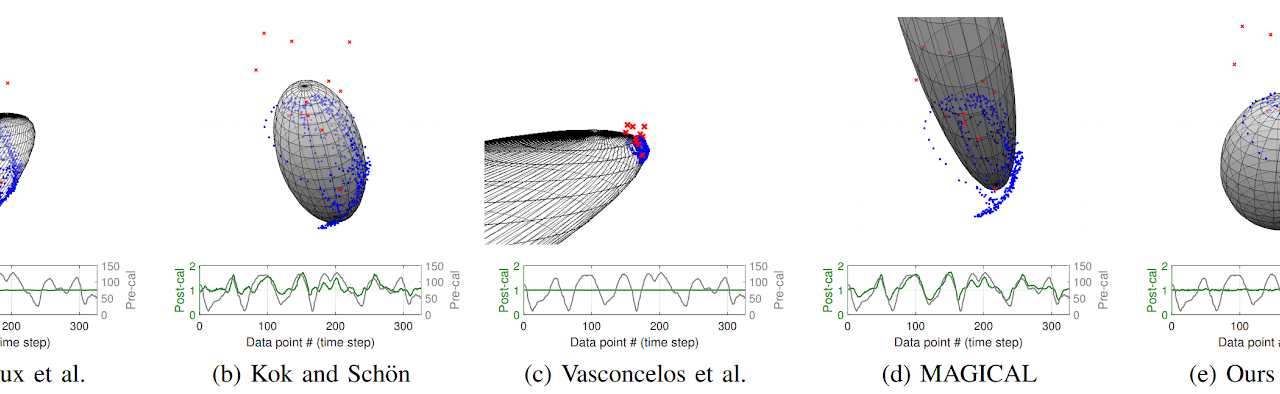 150
100
50
0
Pre-cal
200
300
ime step)
ux et al.
2
1
0
Post-cal
150
100
50
0
Pre-cal
0
100
200
300
Data point # (time step)
(b) Kok and Schön
2
1
0
Post-cal
150
100
50
0
Pre-cal
0
100
200
300
Data point # (time step)
(c) Vasconcelos et al.
2
1
0
Post-cal
150
100
50
0
Pre-cal
0
100
200
300
Data point # (time step)
(d) MAGICAL
2
1
0
Post-cal
0
100
Data point #
(e) Ours